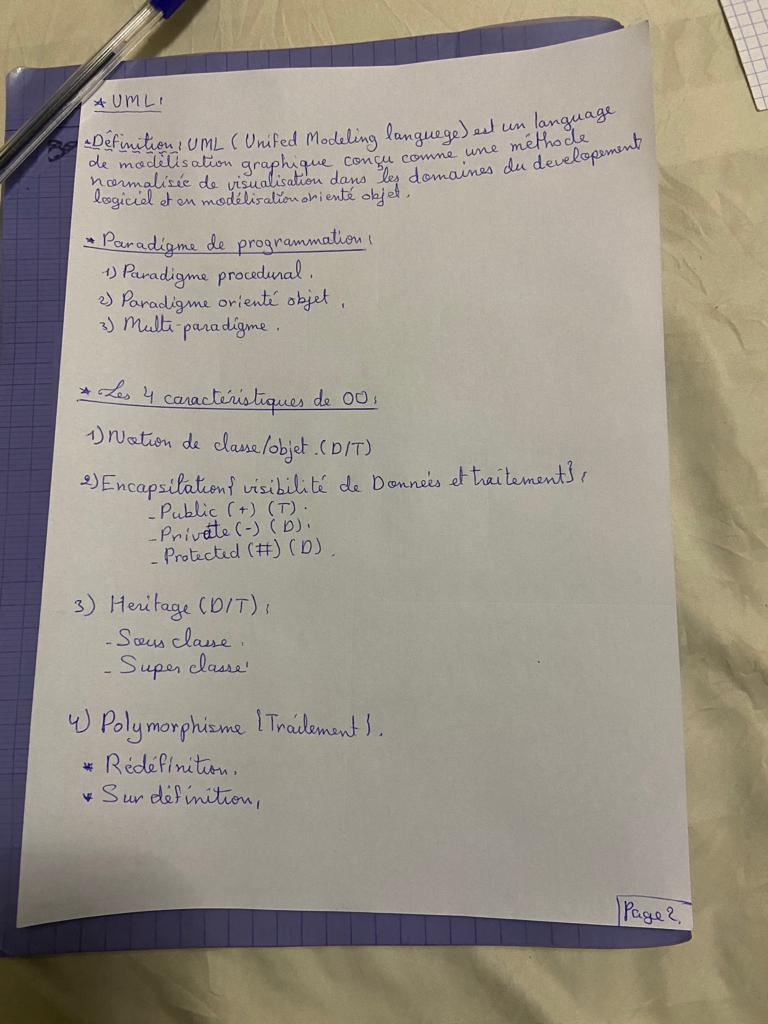 * UML :
- Définition : UML ( Unifed Modeling languege) est un language
de modélisation graphique conçu comme une méthode
normalisée de visualisation dans les domaines du developement
logiciel et en modélisation orienté objet.
* Paradigme de programmation :
1) Paradigme procedural.
2) Paradigme orienté objet.
3) Multi-paradigme.
* Les 4 caractéristiques de OO :
1) Notion de classe/objet. (D/T)
2) Encapsilation{ visibilité de Données et traitement} :
- Public (+) (T).
- Private (-) (D).
- Protected (#) (D).
3) Heritage (D/T) :
- Sous classe.
- Super classe.
4) Polymorphisme {Traitement}.
* Rédéfinition.
* Sur définition.
Page 2.